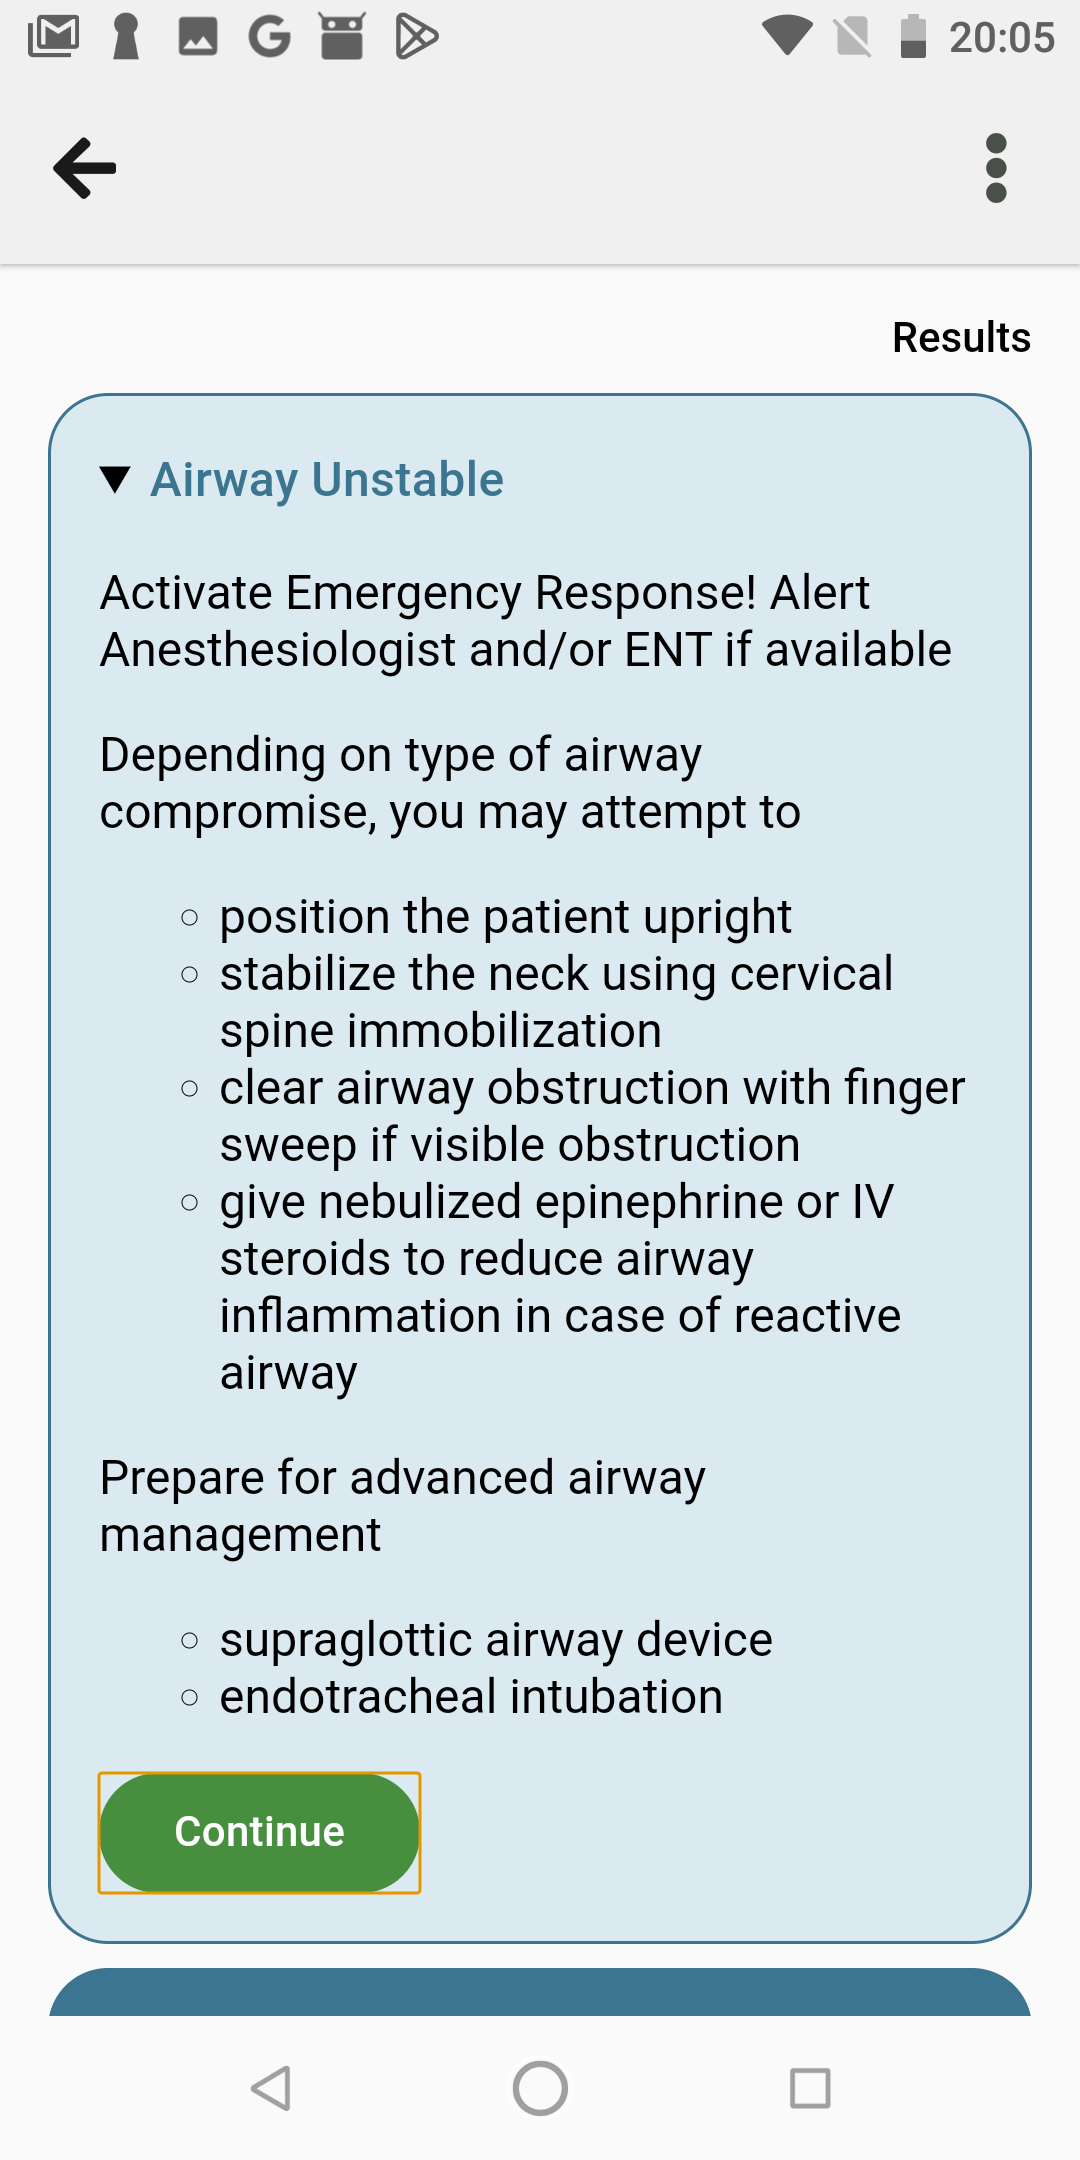 20:05
Results
Airway Unstable
Activate Emergency Response! Alert
Anesthesiologist and/or ENT if available
Depending on type of airway
compromise, you may attempt to
position the patient upright
stabilize the neck using cervical
spine immobilization
clear airway obstruction with finger
sweep if visible obstruction
give nebulized epinephrine or IV
steroids to reduce airway
inflammation in case of reactive
airway
Prepare for advanced airway
management
supraglottic airway device
endotracheal intubation
Continue